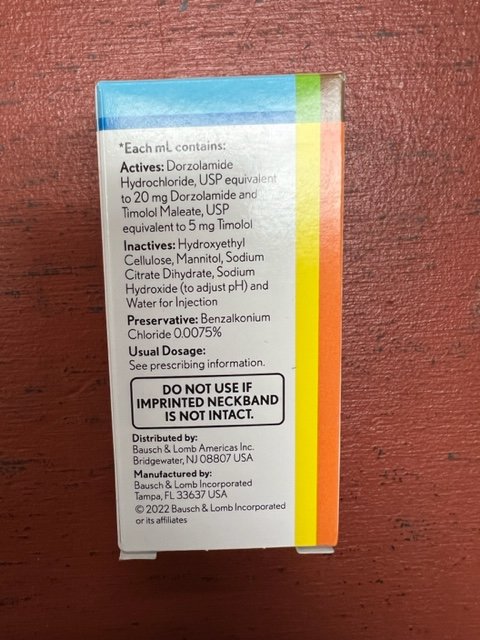 *Each mL contains:
Actives: Dorzolamide
Hydrochloride, USP equivalent
to 20 mg Dorzolamide and
Timolol Maleate, USP
equivalent to 5 mg Timolol
Inactives: Hydroxyethyl
Cellulose, Mannitol, Sodium
Citrate Dihydrate, Sodium
Hydroxide (to adjust pH) and
Water for Injection
Preservative: Benzalkonium
Chloride 0.0075%
Usual Dosage:
See prescribing information.
DO NOT USE IF
IMPRINTED NECKBAND
IS NOT INTACT.
Distributed by:
Bausch & Lomb Americas Inc.
Bridgewater, NJ 08807 USA
Manufactured by:
Bausch & Lomb Incorporated
Tampa, FL 33637 USA
© 2022 Bausch & Lomb Incorporated
or its affiliates